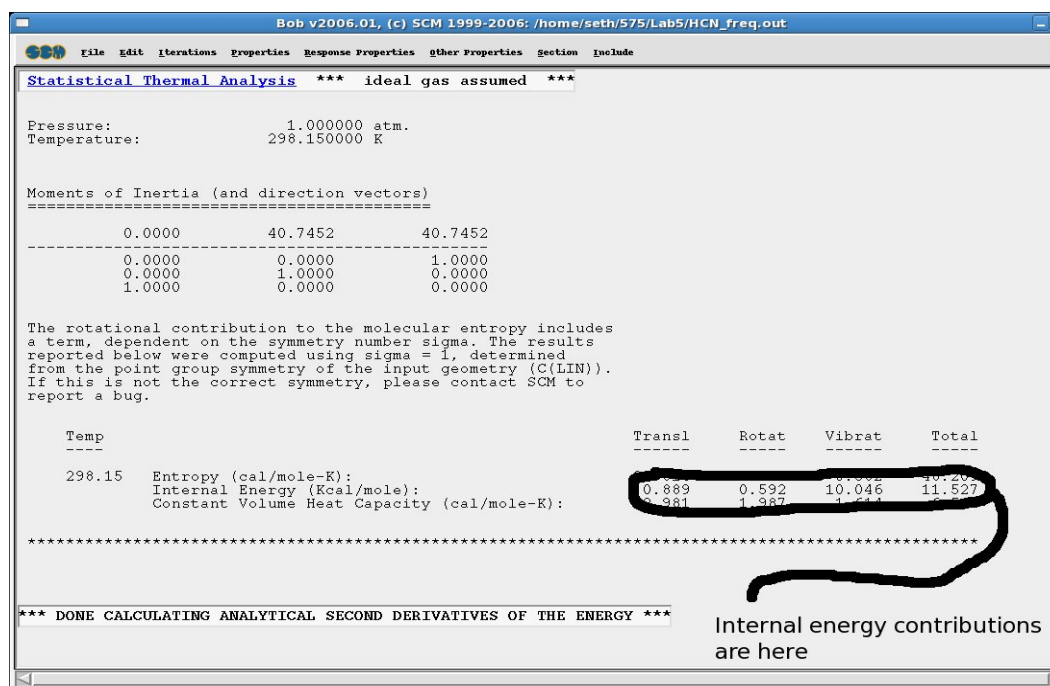 Bob v2006.01, (c) SCM 1999-2006: /home/seth/575/Lab5/HCN_freq.out
SCM File Edit Iterations Properties Response Properties Other Properties Section Include
Statistical Thermal Analysis *** ideal gas assumed ***
Pressure: 1.000000 atm.
Temperature: 298.150000 K
Moments of Inertia (and direction vectors)
==========================================
0.0000 40.7452 40.7452
------------------------------------------------
0.0000 0.0000 1.0000
0.0000 1.0000 0.0000
1.0000 0.0000 0.0000
The rotational contribution to the molecular entropy includes
a term, dependent on the symmetry number sigma. The results
reported below were computed using sigma = 1, determined
from the point group symmetry of the input geometry (C(LIN)).
If this is not the correct symmetry, please contact SCM to
report a bug.
Temp Transl Rotat Vibrat Total
---- ------ ----- ------ -----
298.15 Entropy (cal/mole-K):
Internal Energy (Kcal/mole): 0.889 0.592 10.046 11.527
Constant Volume Heat Capacity (cal/mole-K): 1.987
***************************************************************************************************
*** DONE CALCULATING ANALYTICAL SECOND DERIVATIVES OF THE ENERGY ***
Internal energy contributions
are here